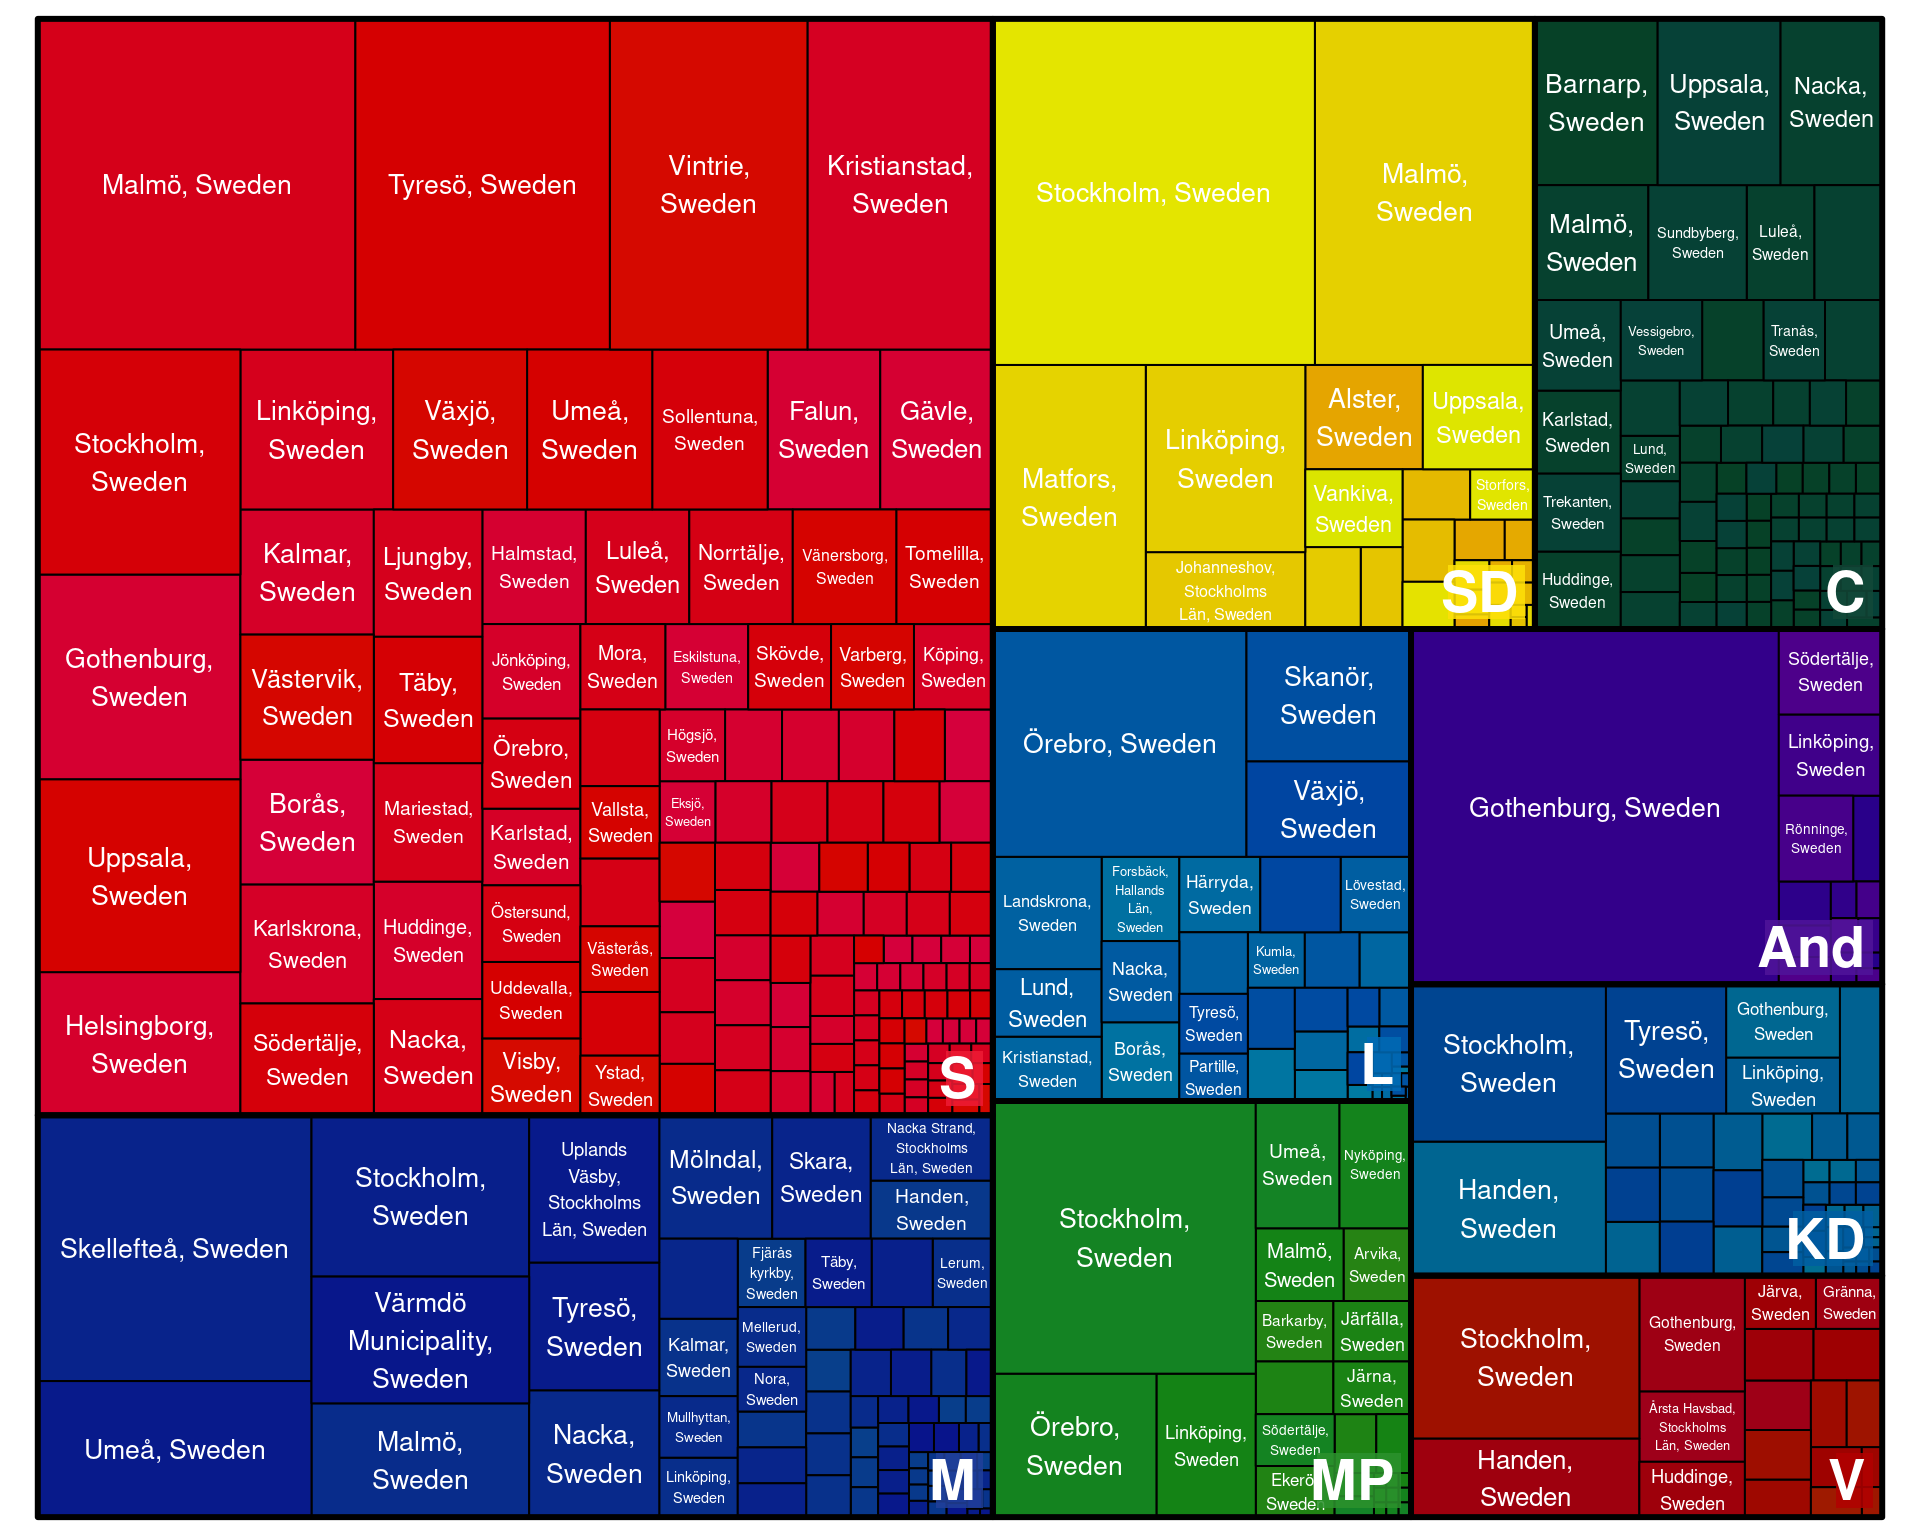 Malmö, Sweden
Tyresö, Sweden
Vintrie,
Sweden
Kristianstad,
Sweden
Stockholm,
Sweden
Linköping,
Sweden
Växjö,
Sweden
Umeå,
Sweden
Sollentuna,
Sweden
Falun,
Sweden
Gävle,
Sweden
Gothenburg,
Sweden
Uppsala,
Sweden
Helsingborg,
Sweden
Kalmar,
Sweden
Ljungby,
Sweden
Halmstad,
Sweden
Luleå,
Sweden
Norrtälje,
Sweden
Vänersborg,
Sweden
Tomelilla,
Sweden
Västervik,
Sweden
Täby,
Sweden
Jönköping,
Sweden
Mora,
Sweden
Eskilstuna,
Sweden
Skövde,
Sweden
Varberg,
Sweden
Köping,
Sweden
Borås,
Sweden
Mariestad,
Sweden
Örebro,
Sweden
Karlstad,
Sweden
Högsjö,
Sweden
Vallsta,
Sweden
Eksjö,
Sweden
Karlskrona,
Sweden
Huddinge,
Sweden
Östersund,
Sweden
Västerås,
Sweden
Södertälje,
Sweden
Nacka,
Sweden
Uddevalla,
Sweden
Visby,
Sweden
Ystad,
Sweden
S
Stockholm, Sweden
Malmö,
Sweden
Matfors,
Sweden
Linköping,
Sweden
Johanneshov,
Stockholms
Län, Sweden
Alster,
Sweden
Uppsala,
Sweden
Vankiva,
Sweden
Storfors,
Sweden
SD
Barnarp,
Sweden
Uppsala,
Sweden
Nacka,
Sweden
Malmö,
Sweden
Sundbyberg,
Sweden
Luleå,
Sweden
Umeå,
Sweden
Vessigebro,
Sweden
Tranås,
Sweden
Karlstad,
Sweden
Lund,
Sweden
Trekanten,
Sweden
Huddinge,
Sweden
C
Örebro, Sweden
Skanör,
Sweden
Växjö,
Sweden
Landskrona,
Sweden
Forsbäck,
Hallands
Län,
Sweden
Härryda,
Sweden
Lövestad,
Sweden
Lund,
Sweden
Nacka,
Sweden
Kumla,
Sweden
Tyresö,
Sweden
Kristianstad,
Sweden
Borås,
Sweden
Partille,
Sweden
L
Gothenburg, Sweden
Södertälje,
Sweden
Linköping,
Sweden
Rönninge,
Sweden
And
Stockholm,
Sweden
Tyresö,
Sweden
Gothenburg,
Sweden
Linköping,
Sweden
Handen,
Sweden
KD
Skellefteå, Sweden
Umeå, Sweden
Stockholm,
Sweden
Värmdö
Municipality,
Sweden
Malmö,
Sweden
Uplands
Väsby,
Stockholms
Län, Sweden
Tyresö,
Sweden
Nacka,
Sweden
Mölndal,
Sweden
Skara,
Sweden
Nacka Strand,
Stockholms
Län, Sweden
Handen,
Sweden
Fjärås
kyrkby,
Sweden
Täby,
Sweden
Lerum,
Sweden
Kalmar,
Sweden
Mellerud,
Sweden
Nora,
Sweden
Mullhyttan,
Sweden
Linköping,
Sweden
M
Stockholm,
Sweden
Umeå,
Sweden
Nyköping,
Sweden
Malmö,
Sweden
Arvika,
Sweden
Barkarby,
Sweden
Järfälla,
Sweden
Järna,
Sweden
Örebro,
Sweden
Linköping,
Sweden
Södertälje,
Sweden
Ekerö,
Sweden
MP
Stockholm,
Sweden
Handen,
Sweden
Gothenburg,
Sweden
Järva,
Sweden
Gränna,
Sweden
Årsta Havsbad,
Stockholms
Län, Sweden
Huddinge,
Sweden
V